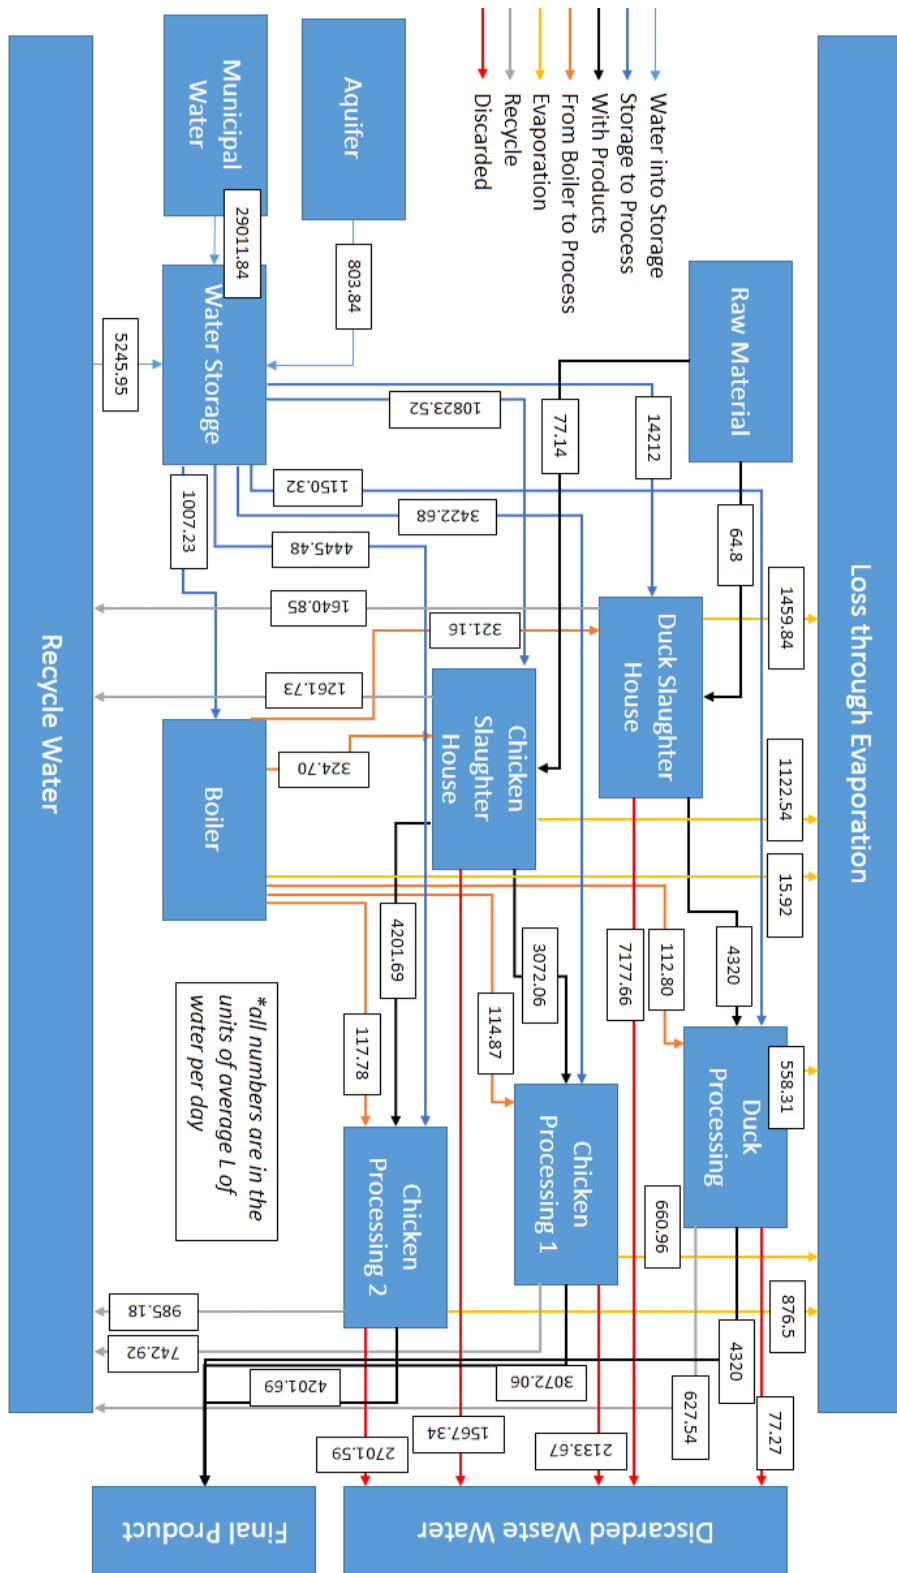 Loss through Evaporation
Water into Storage
Storage to Process
With Products
From Boiler to Process
Evaporation
Recycle
Discarded
Raw Material
Aquifer
Municipal
Water
29011.84
803.84
Water Storage
5245.95
77.14
64.8
14212
10823.52
1150.32
3422.68
4445.48
1007.23
1459.84
1122.54
15.92
558.31
660.96
876.5
Duck Slaughter
House
Chicken
Slaughter
House
Boiler
321.16
324.70
1640.85
1261.73
4320
112.80
7177.66
3072.06
4201.69
114.87
117.78
Duck
Processing
Chicken
Processing 1
Chicken
Processing 2
*all numbers are in the
units of average L of
water per day
985.18
742.92
627.54
4320
3072.06
4201.69
77.27
2133.67
1567.34
2701.59
Discarded Waste Water
Final Product
Recycle Water